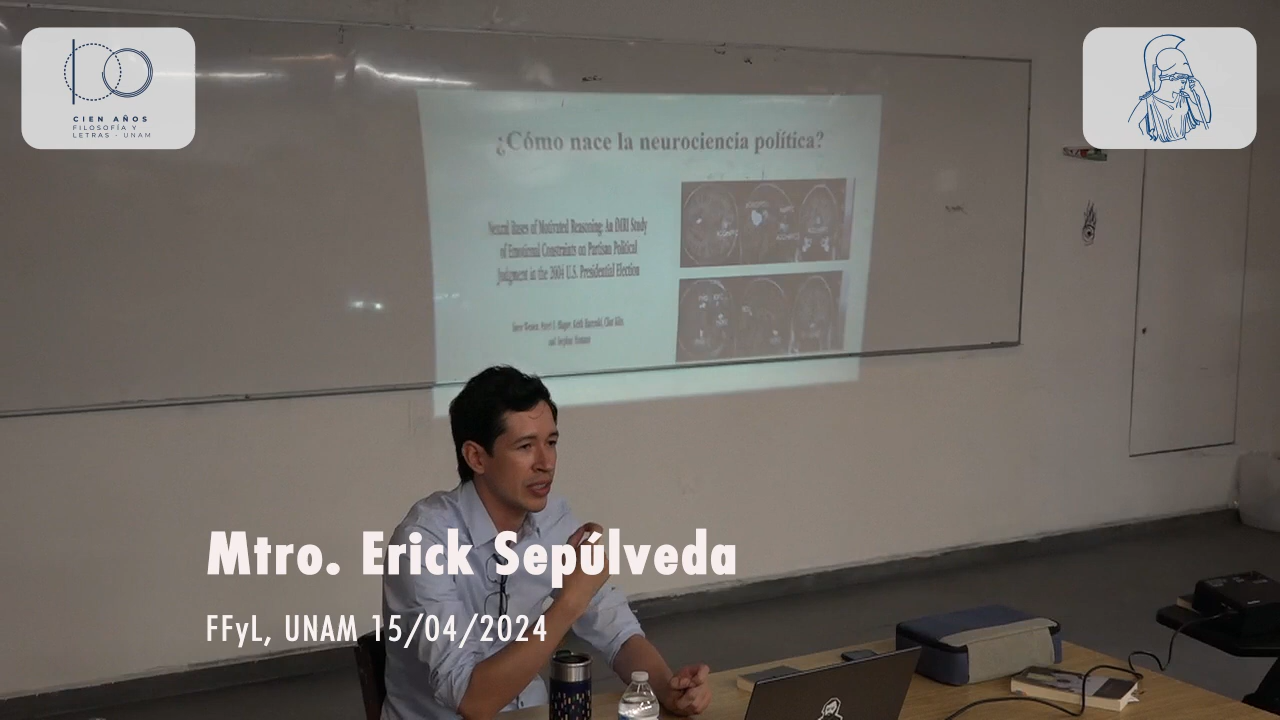 CIEN AÑOS
FILOSOFÍA Y
LETRAS · UNAM
¿Cómo nace la neurociencia política?
Neural Bases of Motivated Reasoning: An fMRI Study
of Emotional Constraints on Partisan Political
Judgment in the 2004 U.S. Presidential Election
Mtro. Erick Sepúlveda
FFyL, UNAM 15/04/2024